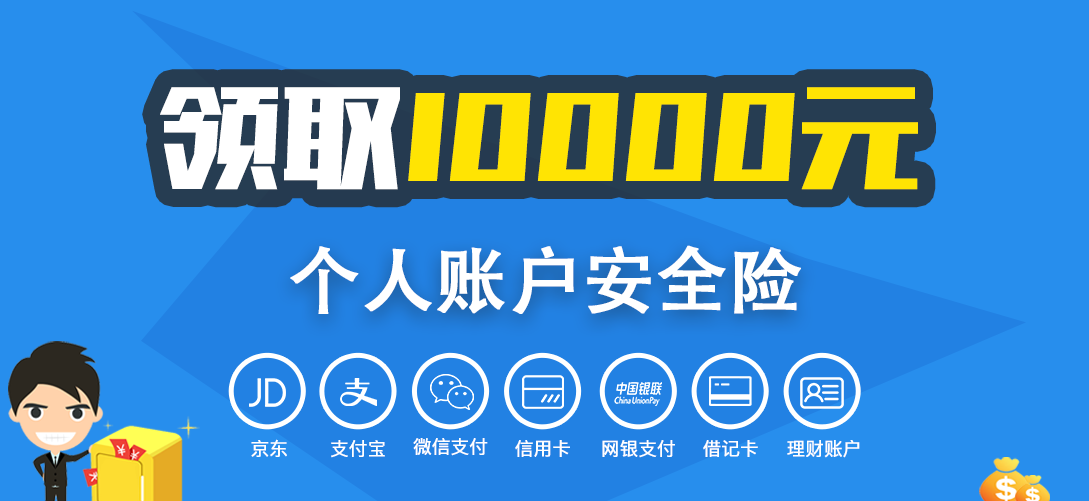 领取10000元
个人账户安全险
JD 支 中国银联
China UnionPay
京东 支付宝 微信支付 信用卡 网银支付 借记卡 理财账户
¥ ¥ ¥
$ $